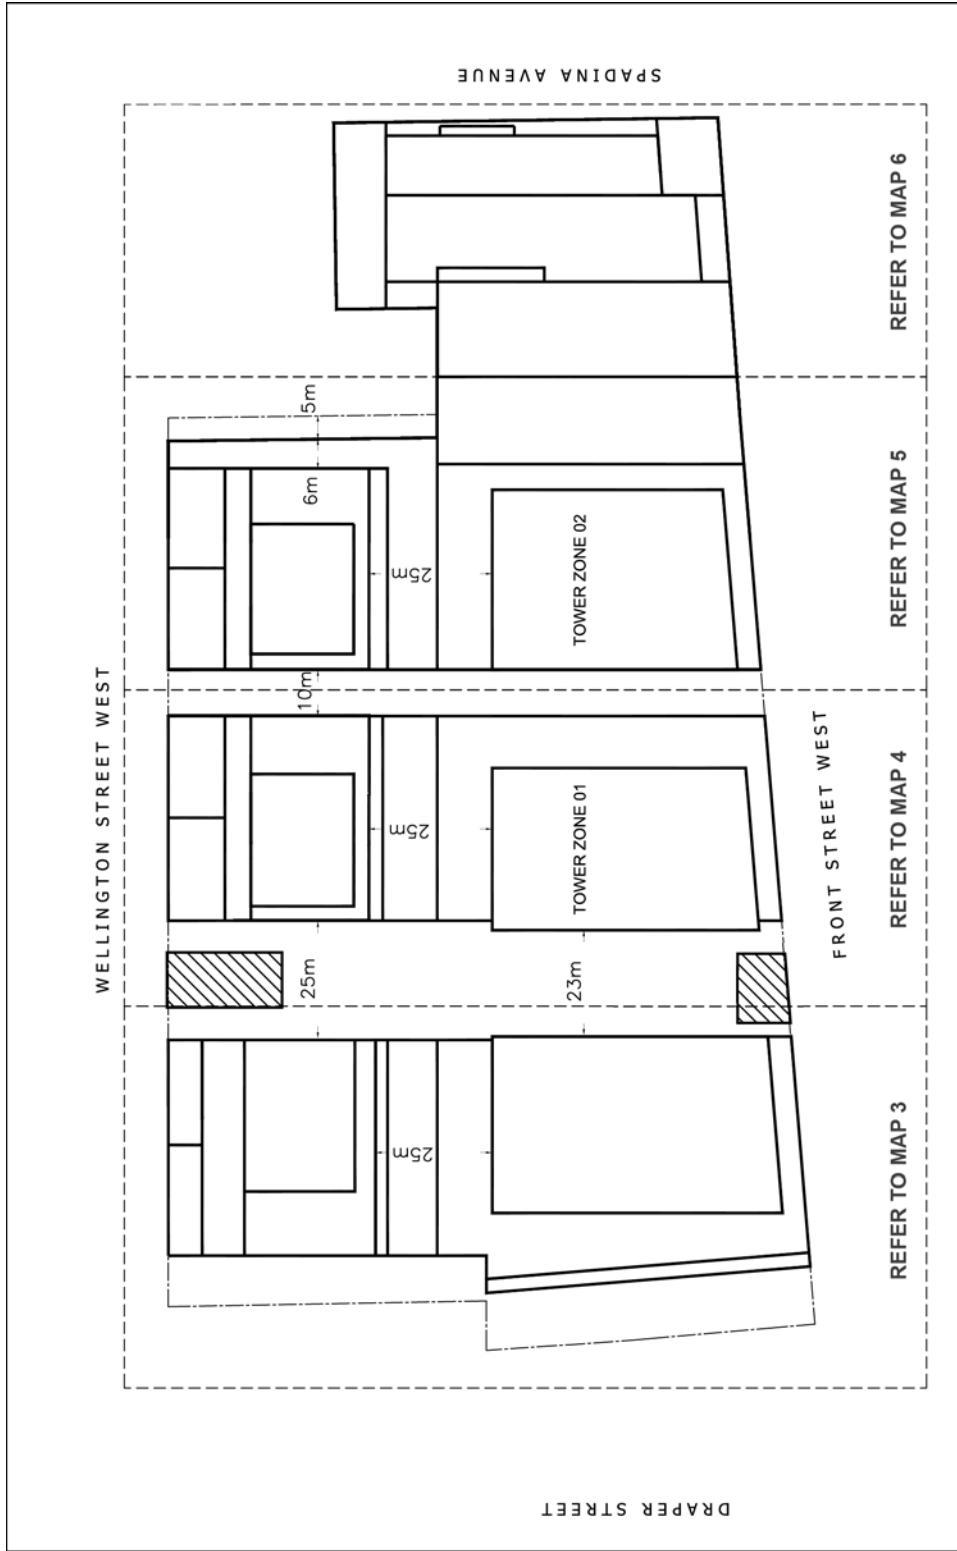 SPADINA AVENUE
REFER TO MAP 6
5m
6m
25m
TOWER ZONE 02
REFER TO MAP 5
WELLINGTON STREET WEST
10m
25m
TOWER ZONE 01
FRONT STREET WEST
REFER TO MAP 4
25m
23m
25m
REFER TO MAP 3
DRAPER STREET